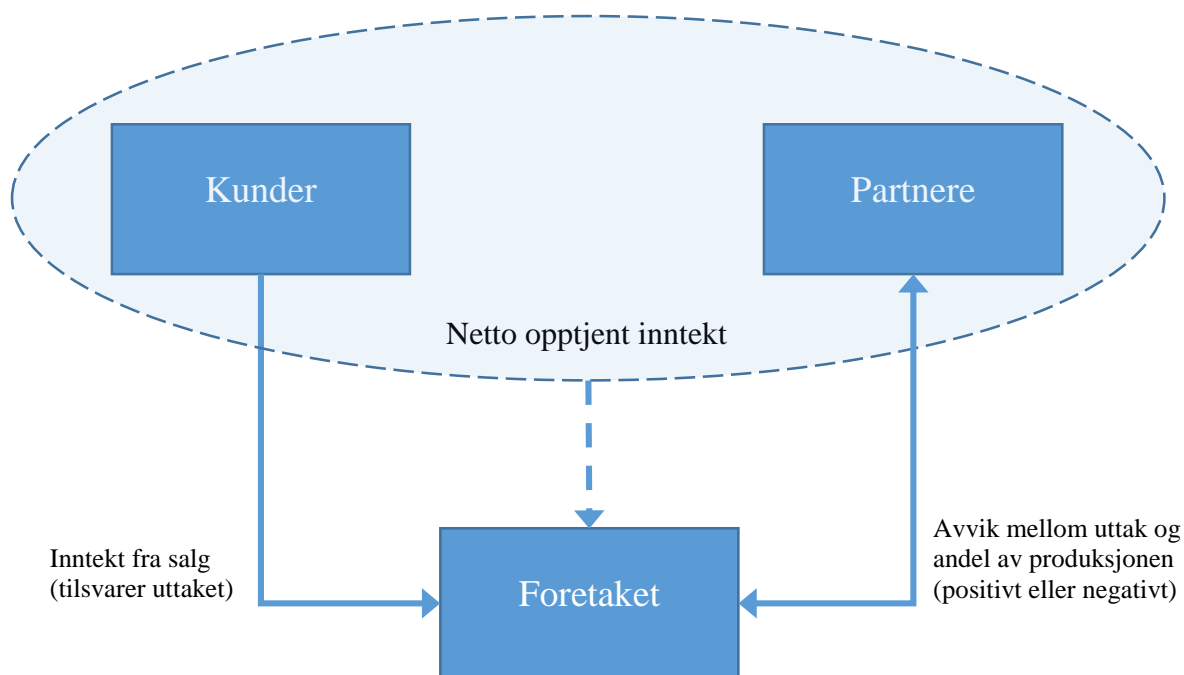 Kunder
Partnere
Netto opptjent inntekt
Inntekt fra salg
(tilsvarer uttaket)
Foretaket
Avvik mellom uttak og
andel av produksjonen
(positivt eller negativt)